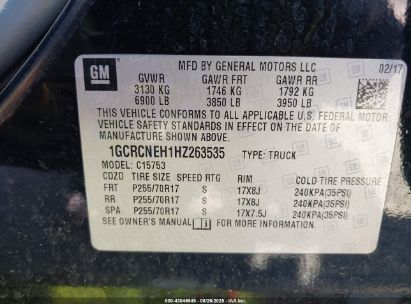 GM
MFD BY GENERAL MOTORS LLC
02/17
GVWR GAWR FRT GAWR RR
3130 KG 1746 KG 1792 KG
6900 LB 3850 LB 3950 LB
THIS VEHICLE CONFORMS TO ALL APPLICABLE U.S.
FEDERAL MOTOR VEHICLE SAFETY AND THEFT
PREVENTION STANDARDS IN EFFECT ON THE DATE OF
MANUFACTURE SHOWN ABOVE.
1GCRCNEH1HZ263535 TYPE: TRUCK
MODEL: C15753
CDZD TIRE SIZE SPEED RTG RIM COLD TIRE PRESSURE
FRT P255/70R17 S 17X8J 240KPA(35PSI)
RR P255/70R17 S 17X8J 240KPA(35PSI)
SPA P255/70R17 S 17X7.5J 240KPA(35PSI)
SEE OWNER'S MANUAL FOR MORE INFORMATION.